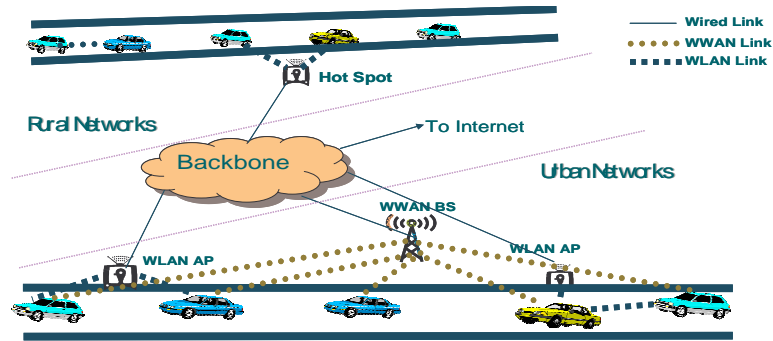 Wired Link
WWAN Link
WLAN Link
Hot Spot
Rural Networks
To Internet
Backbone
Urban Networks
WWAN BS
WLAN AP
WLAN AP